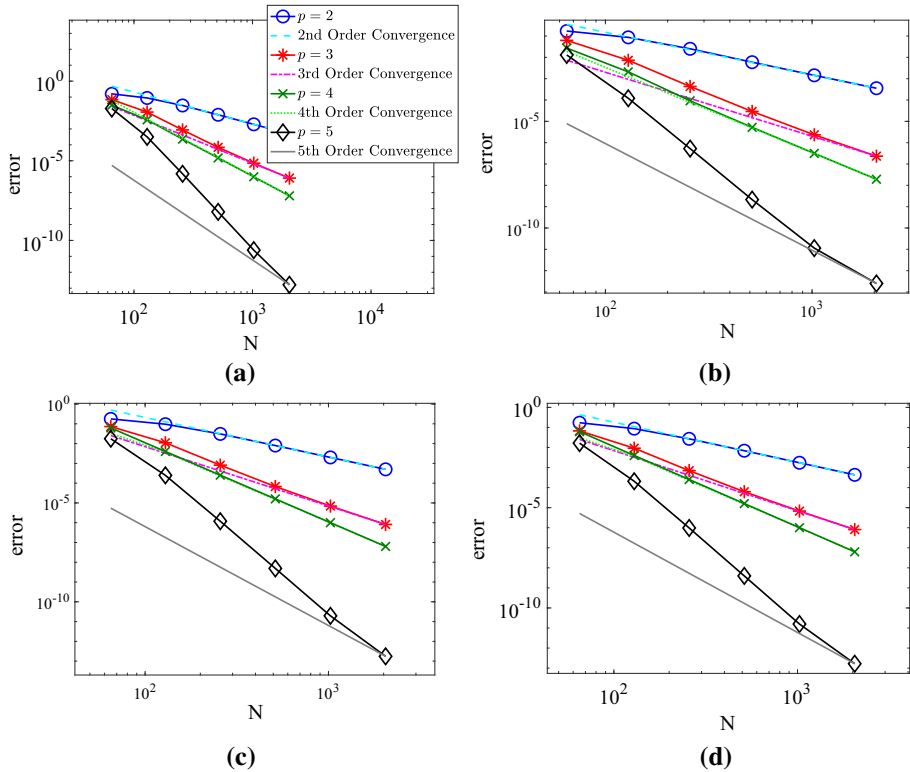 p = 2
2nd Order Convergence
p = 3
3rd Order Convergence
p = 4
4th Order Convergence
p = 5
5th Order Convergence
error
10^0
10^-5
10^-10
10^2
10^3
10^4
N
(a)
error
10^-5
10^-10
10^2
10^3
N
(b)
error
10^0
10^-5
10^-10
10^2
10^3
N
(c)
error
10^0
10^-5
10^-10
10^2
10^3
N
(d)